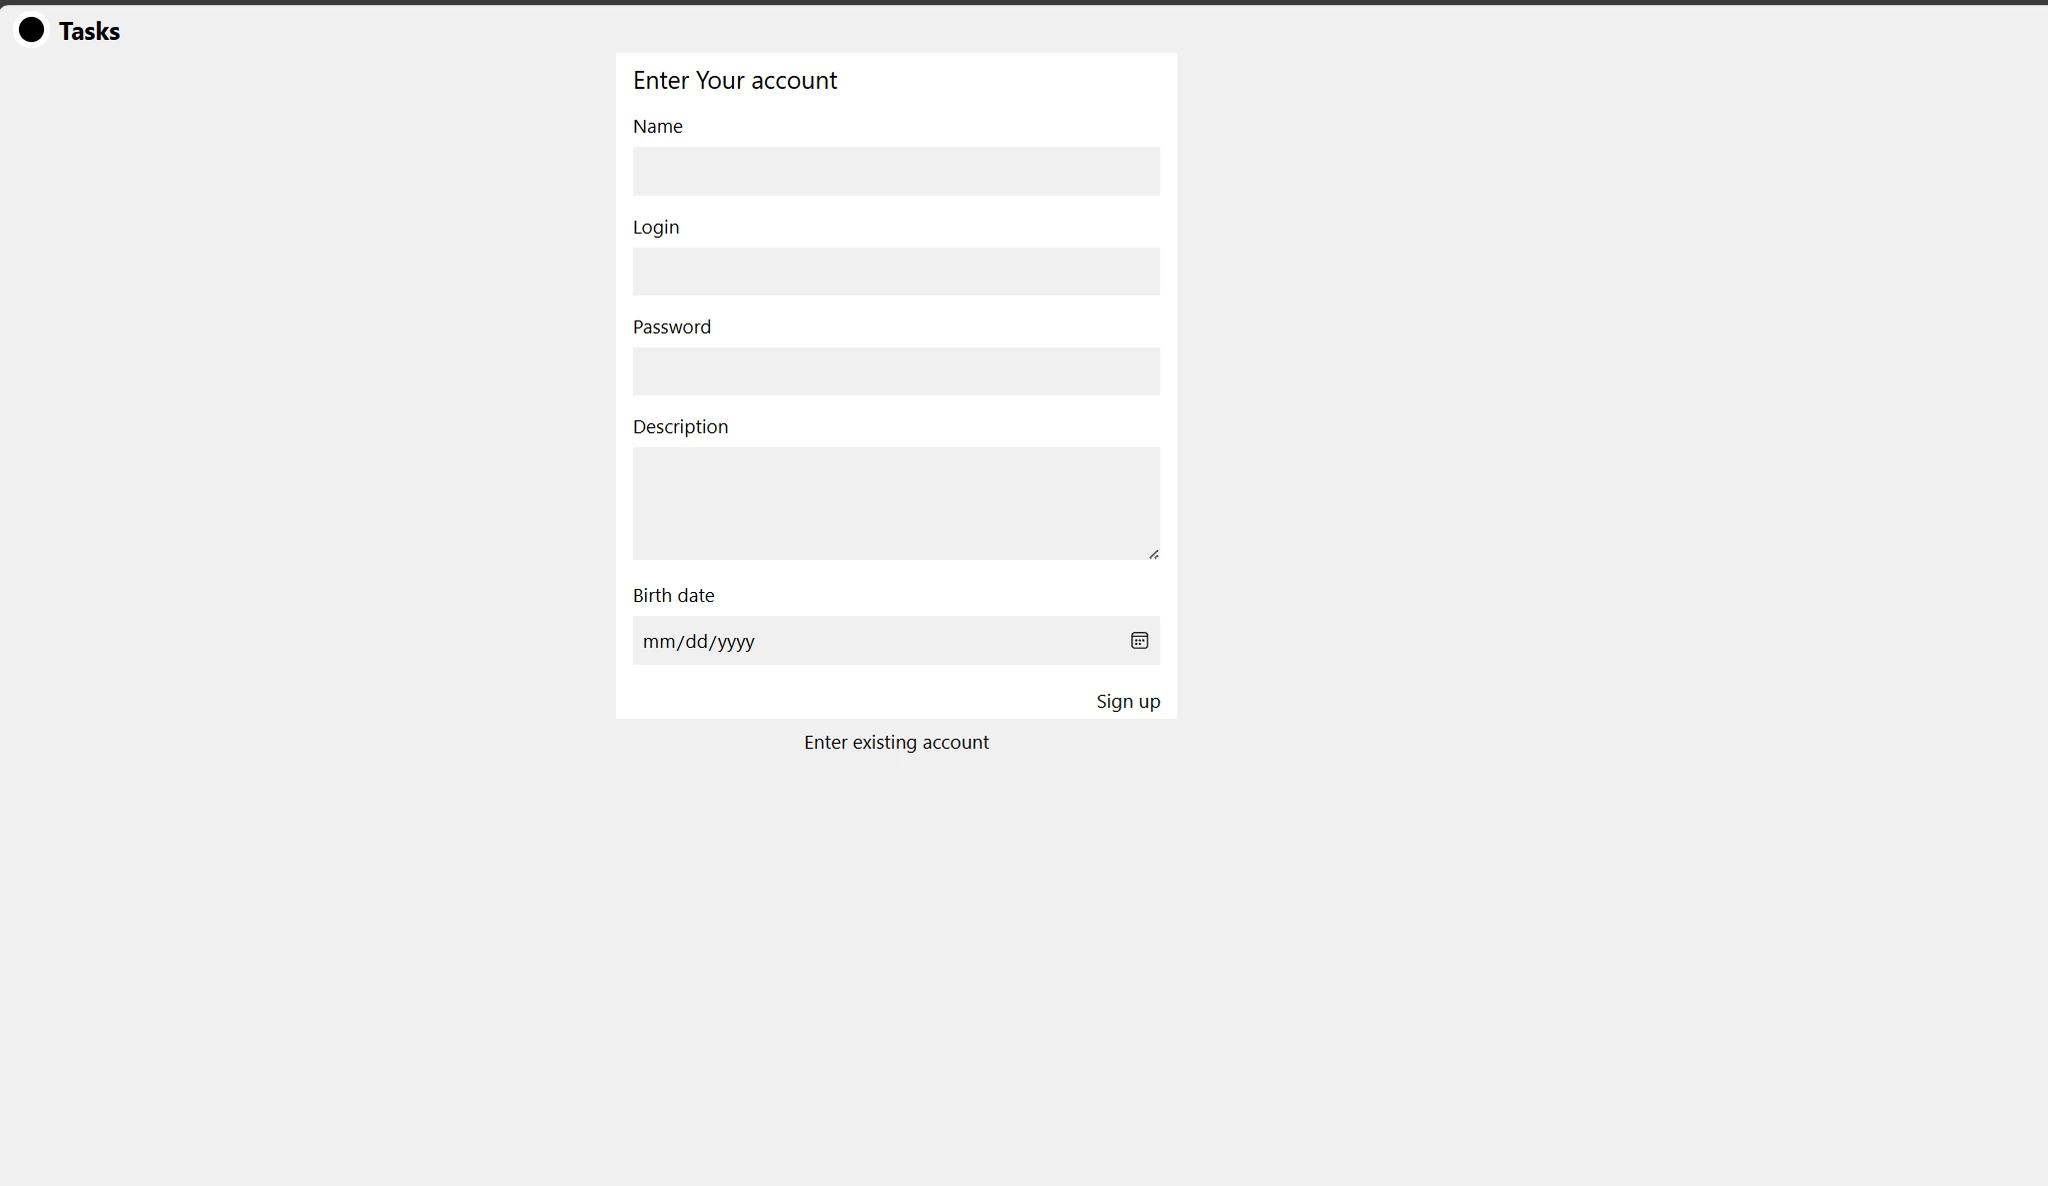 Tasks
Enter Your account
Name
Login
Password
Description
Birth date
mm/dd/yyyy
Sign up
Enter existing account